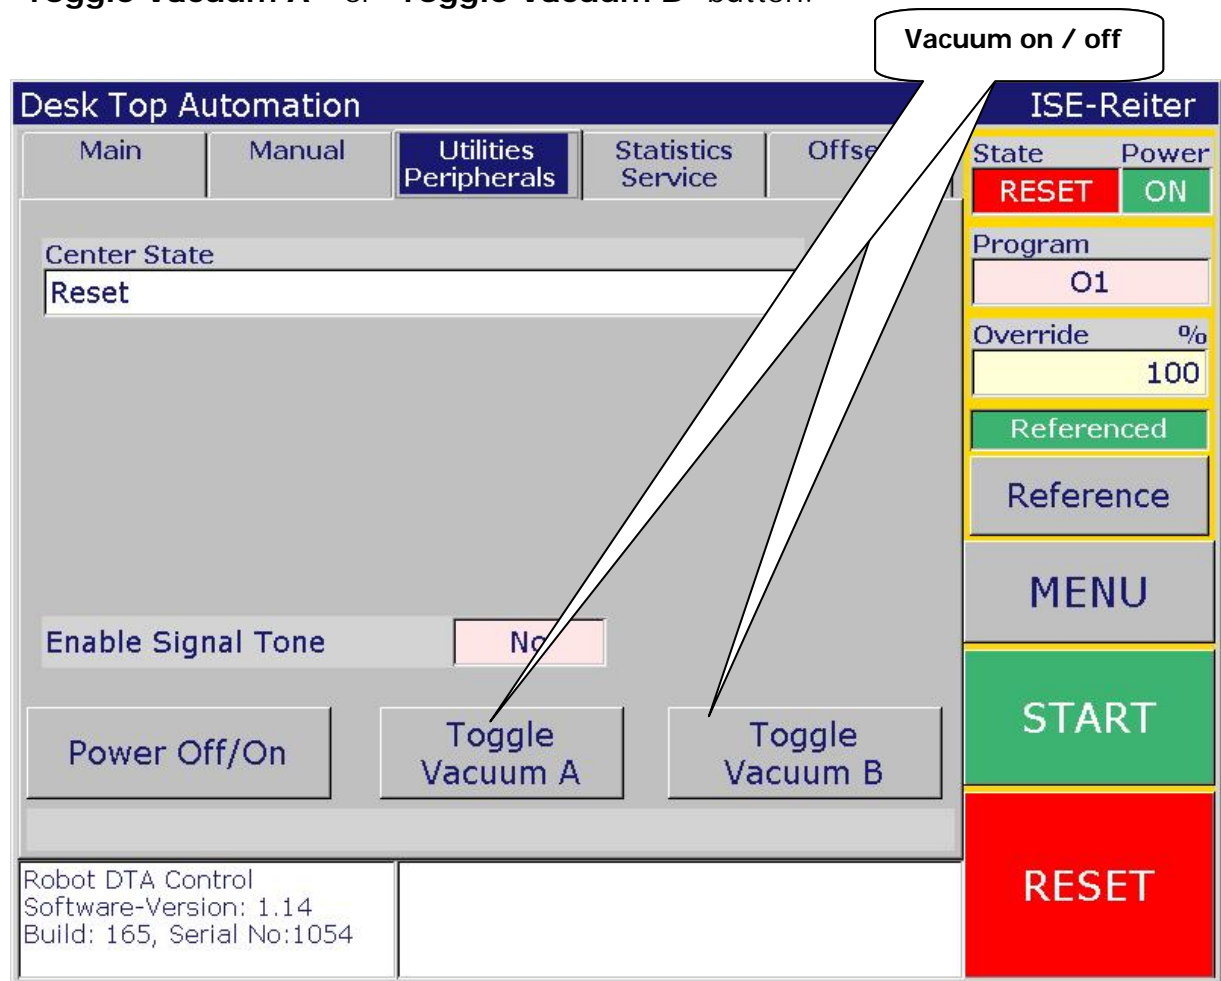 "Toggle Vacuum A" or "Toggle Vacuum B" button.
Vacuum on / off
Desk Top Automation
ISE-Reiter
Main
Manual
Utilities
Peripherals
Statistics
Service
Offse
State Power
RESET ON
Program
O1
Override %
100
Referenced
Reference
MENU
START
RESET
Center State
Reset
Enable Signal Tone
No
Power Off/On
Toggle
Vacuum A
Toggle
Vacuum B
Robot DTA Control
Software-Version: 1.14
Build: 165, Serial No:1054